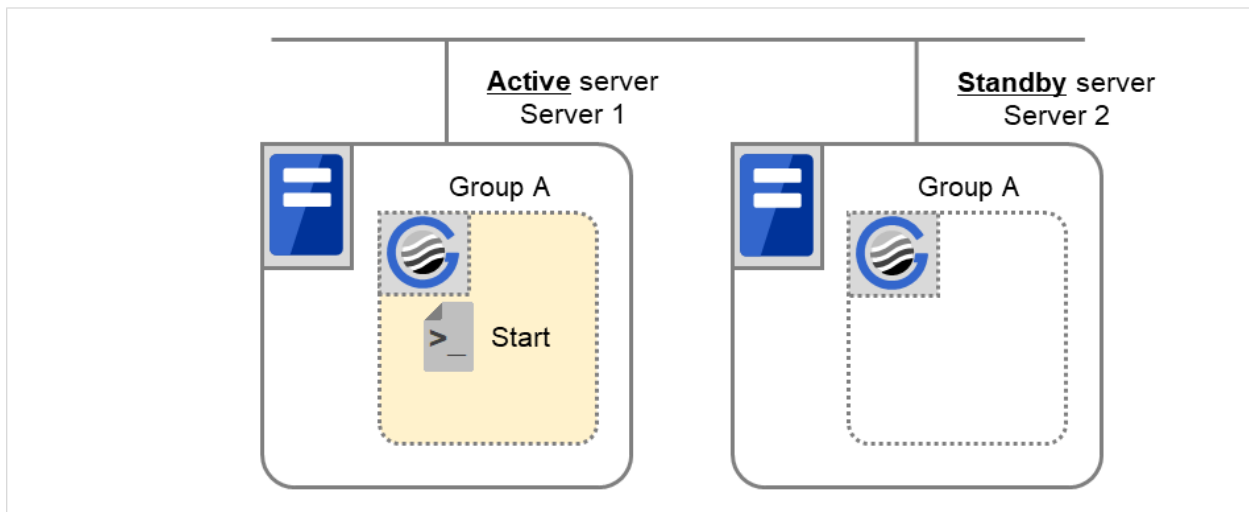 Active server
Server 1
Standby server
Server 2
Group A
Group A
>_ Start